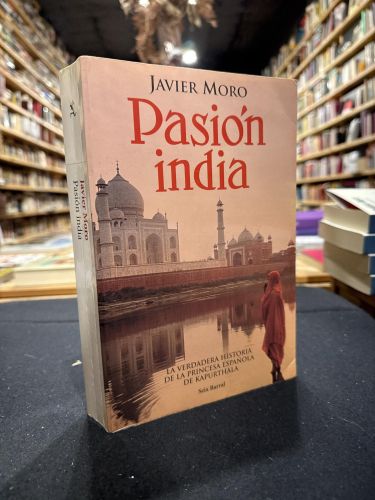 JAVIER MORO
Pasión
india
LA VERDADERA HISTORIA
DE LA PRINCESA ESPAÑOLA
DE KAPURTHALA
Seix Barral
Javier Moro
Pasión india